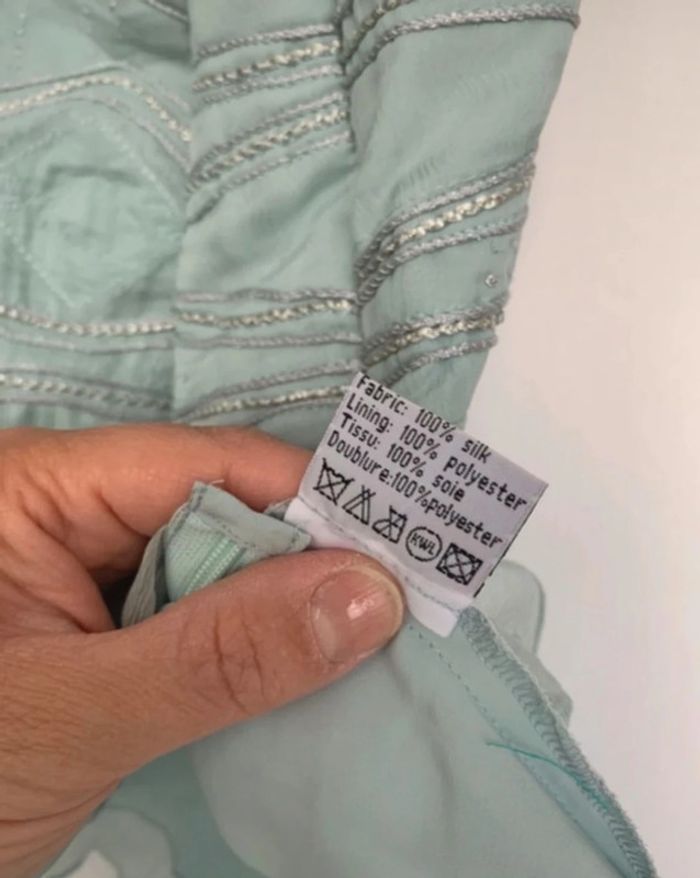 Fabric: 100% silk
Lining: 100% polyester
Tissu: 100% soie
Doublure:100%polyester
KWL